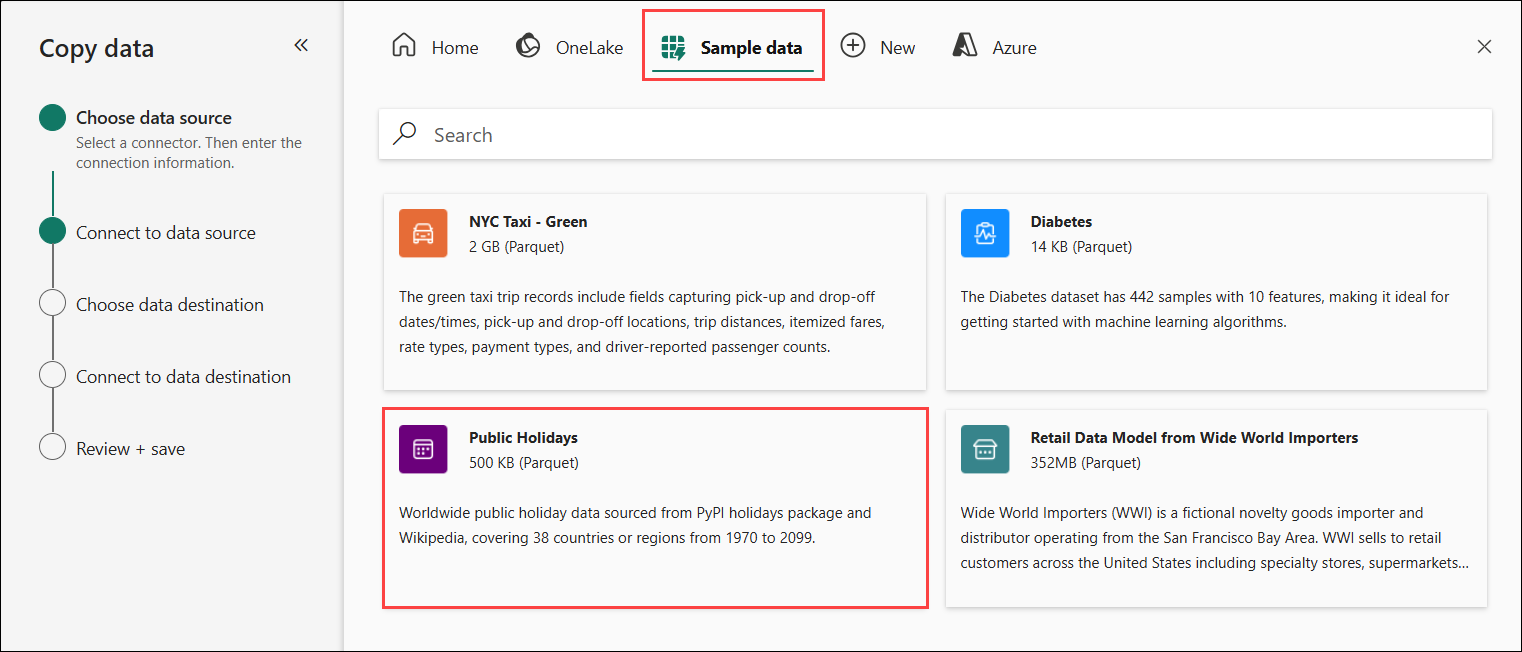 Copy data
Choose data source
Select a connector. Then enter the
connection information.
Connect to data source
Choose data destination
Connect to data destination
Review + save
Home
OneLake
Sample data
New
Azure
Search
NYC Taxi - Green
2 GB (Parquet)
The green taxi trip records include fields capturing pick-up and drop-off
dates/times, pick-up and drop-off locations, trip distances, itemized fares,
rate types, payment types, and driver-reported passenger counts.
Diabetes
14 KB (Parquet)
The Diabetes dataset has 442 samples with 10 features, making it ideal for
getting started with machine learning algorithms.
Public Holidays
500 KB (Parquet)
Worldwide public holiday data sourced from PyPI holidays package and
Wikipedia, covering 38 countries or regions from 1970 to 2099.
Retail Data Model from Wide World Importers
352MB (Parquet)
Wide World Importers (WWI) is a fictional novelty goods importer and
distributor operating from the San Francisco Bay Area. WWI sells to retail
customers across the United States including specialty stores, supermarkets...